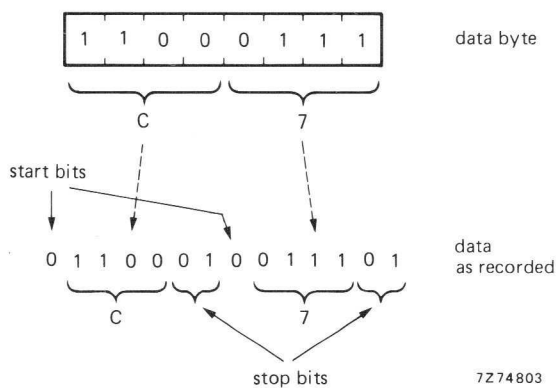 1 1 0 0 0 1 1 1 data byte
C 7
start bits
0 1 1 0 0 0 1 0 0 1 1 1 0 1 data
as recorded
C 7
stop bits
7Z74803